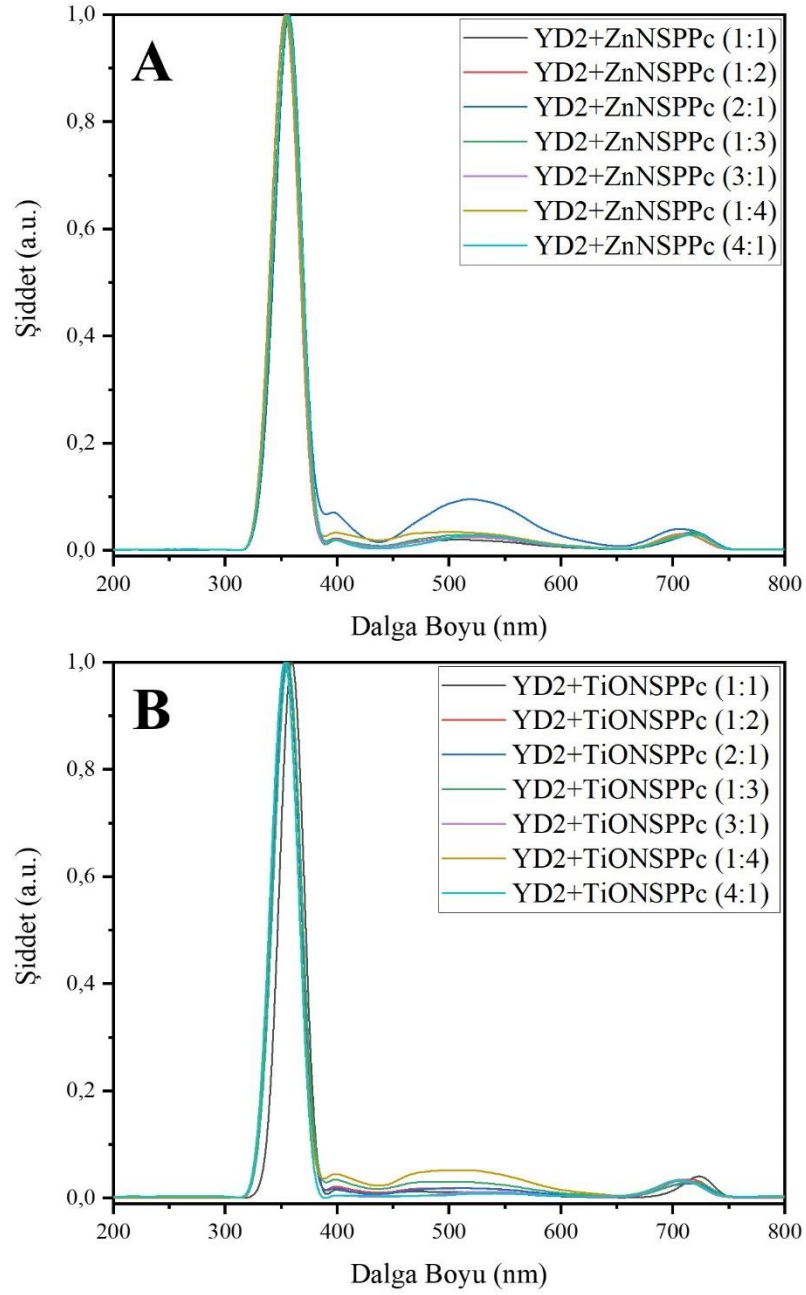 A
YD2+ZnNSPPc (1:1)
YD2+ZnNSPPc (1:2)
YD2+ZnNSPPc (2:1)
YD2+ZnNSPPc (1:3)
YD2+ZnNSPPc (3:1)
YD2+ZnNSPPc (1:4)
YD2+ZnNSPPc (4:1)
Şiddet (a.u.)
1,0
0,8
0,6
0,4
0,2
0,0
200 300 400 500 600 700 800
Dalga Boyu (nm)
B
YD2+TiONSPPc (1:1)
YD2+TiONSPPc (1:2)
YD2+TiONSPPc (2:1)
YD2+TiONSPPc (1:3)
YD2+TiONSPPc (3:1)
YD2+TiONSPPc (1:4)
YD2+TiONSPPc (4:1)
Şiddet (a.u.)
1,0
0,8
0,6
0,4
0,2
0,0
200 300 400 500 600 700 800
Dalga Boyu (nm)